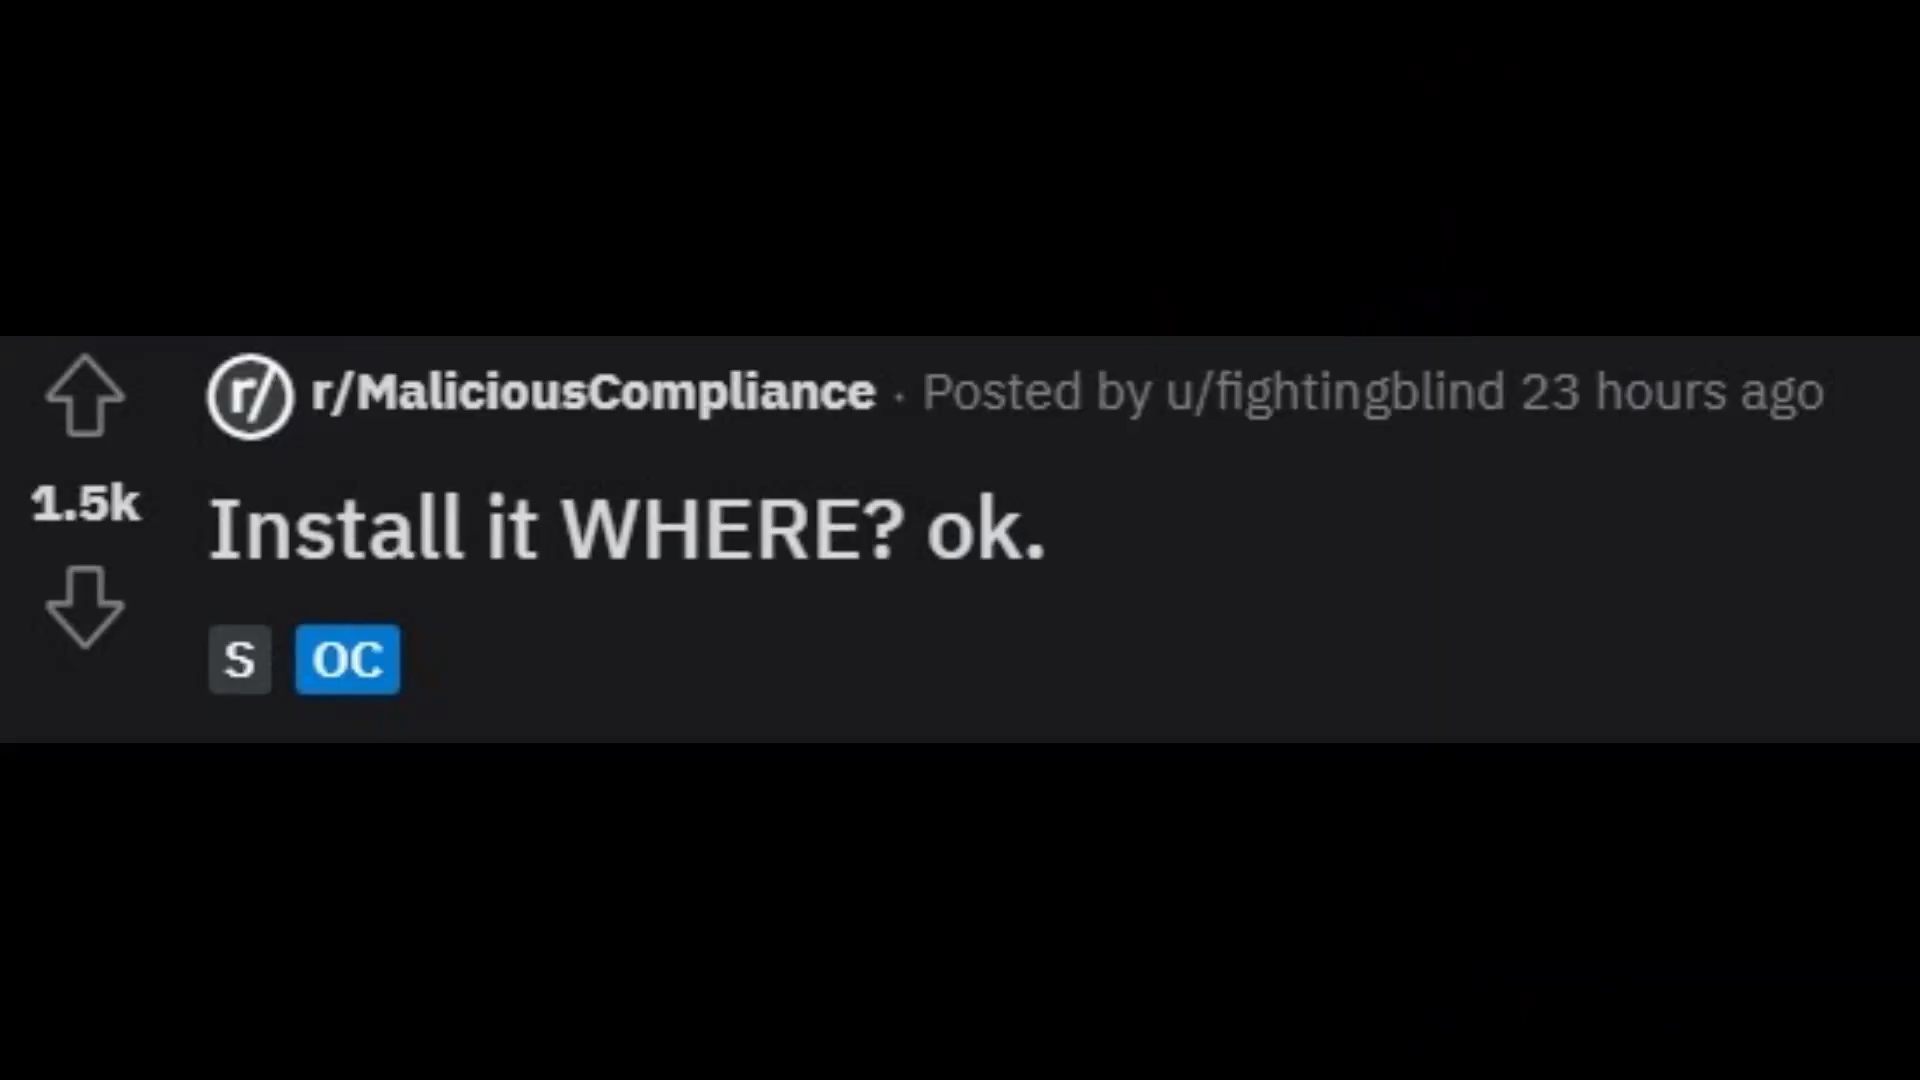 r/ r/MaliciousCompliance · Posted by u/fightingblind 23 hours ago
1.5k
Install it WHERE? ok.
S OC